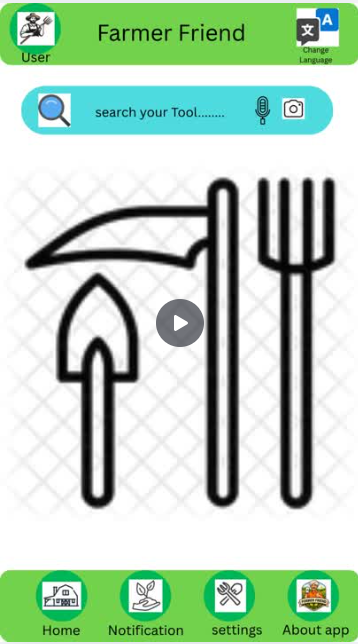 Farmer Friend
User
Change
Language
search your Tool........
Home
Notification
settings
About app